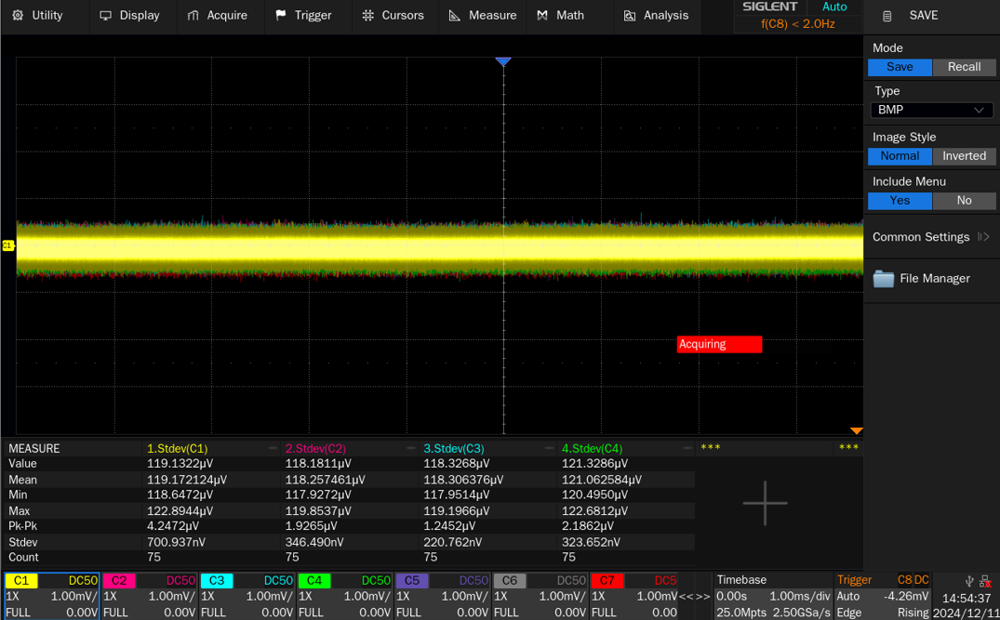 Utility Display Acquire Trigger Cursors Measure Math Analysis
SIGLENT Auto
f(C8) < 2.0Hz
SAVE
Mode
Save Recall
Type
BMP
Image Style
Normal Inverted
Include Menu
Yes No
Common Settings
File Manager
C1
Acquiring
MEASURE 1.Stdev(C1) 2.Stdev(C2) 3.Stdev(C3) 4.Stdev(C4) *** ***
Value 119.1322µV 118.1811µV 118.3268µV 121.3286µV
Mean 119.172124µV 118.257461µV 118.306376µV 121.062584µV
Min 118.6472µV 117.9272µV 117.9514µV 120.4950µV
Max 122.8944µV 119.8537µV 119.1966µV 122.6812µV
Pk-Pk 4.2472µV 1.9265µV 1.2452µV 2.1862µV
Stdev 700.937nV 346.490nV 220.762nV 323.652nV
Count 75 75 75 75
C1 DC50 C2 DC50 C3 DC50 C4 DC50 C5 DC50 C6 DC50 C7 DC5 Timebase Trigger C8 DC
1X 1.00mV/ 1X 1.00mV/ 1X 1.00mV/ 1X 1.00mV/ 1X 1.00mV/ 1X 1.00mV/ 1X 1.00mV <<>> 0.00s 1.00ms/div Auto -4.26mV 14:54:37
FULL 0.00V FULL 0.00V FULL 0.00V FULL 0.00V FULL 0.00V FULL 0.00V FULL 0.00 25.0Mpts 2.50GSa/s Edge Rising 2024/12/11